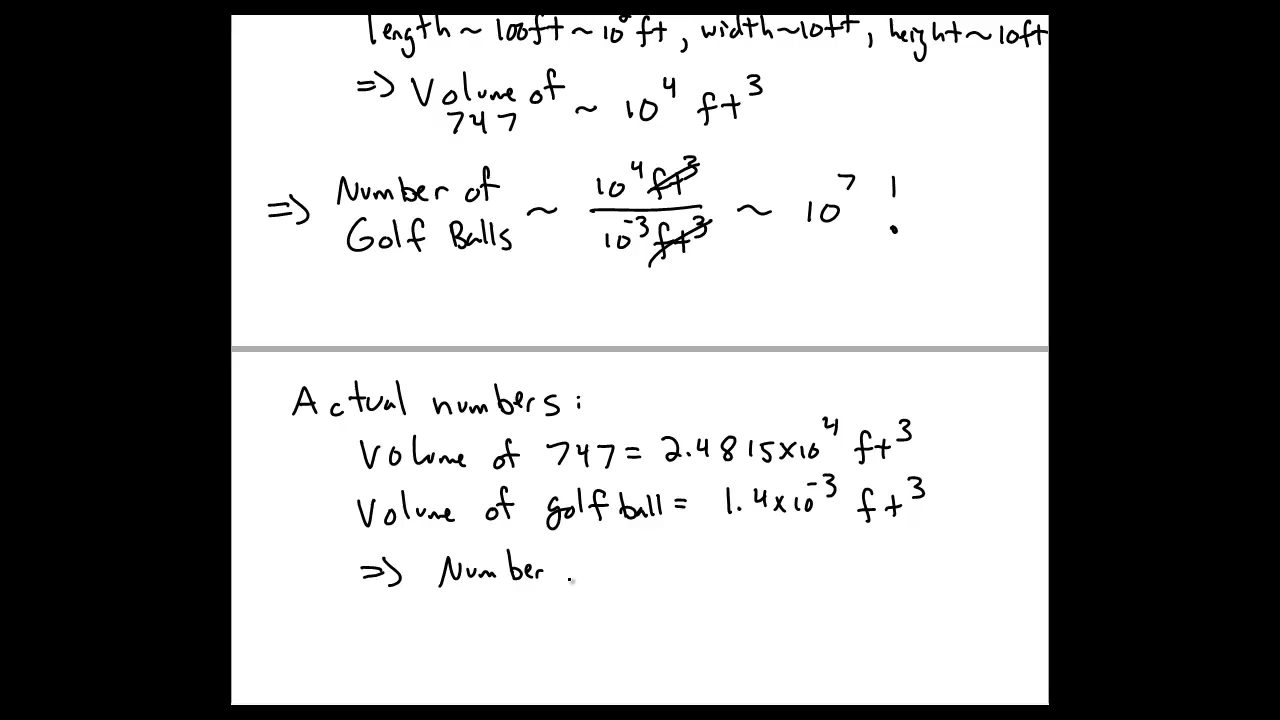 length ~ 100ft ~ 10² ft, width ~ 10ft, height ~ 10ft
=> Volume of 747 ~ 10⁴ ft³
=> Number of Golf Balls ~ 10⁴ ft³ / 10⁻³ ft³ ~ 10⁷ !
Actual numbers:
Volume of 747 = 2.4815×10⁴ ft³
Volume of golf ball = 1.4×10⁻³ ft³
=> Number